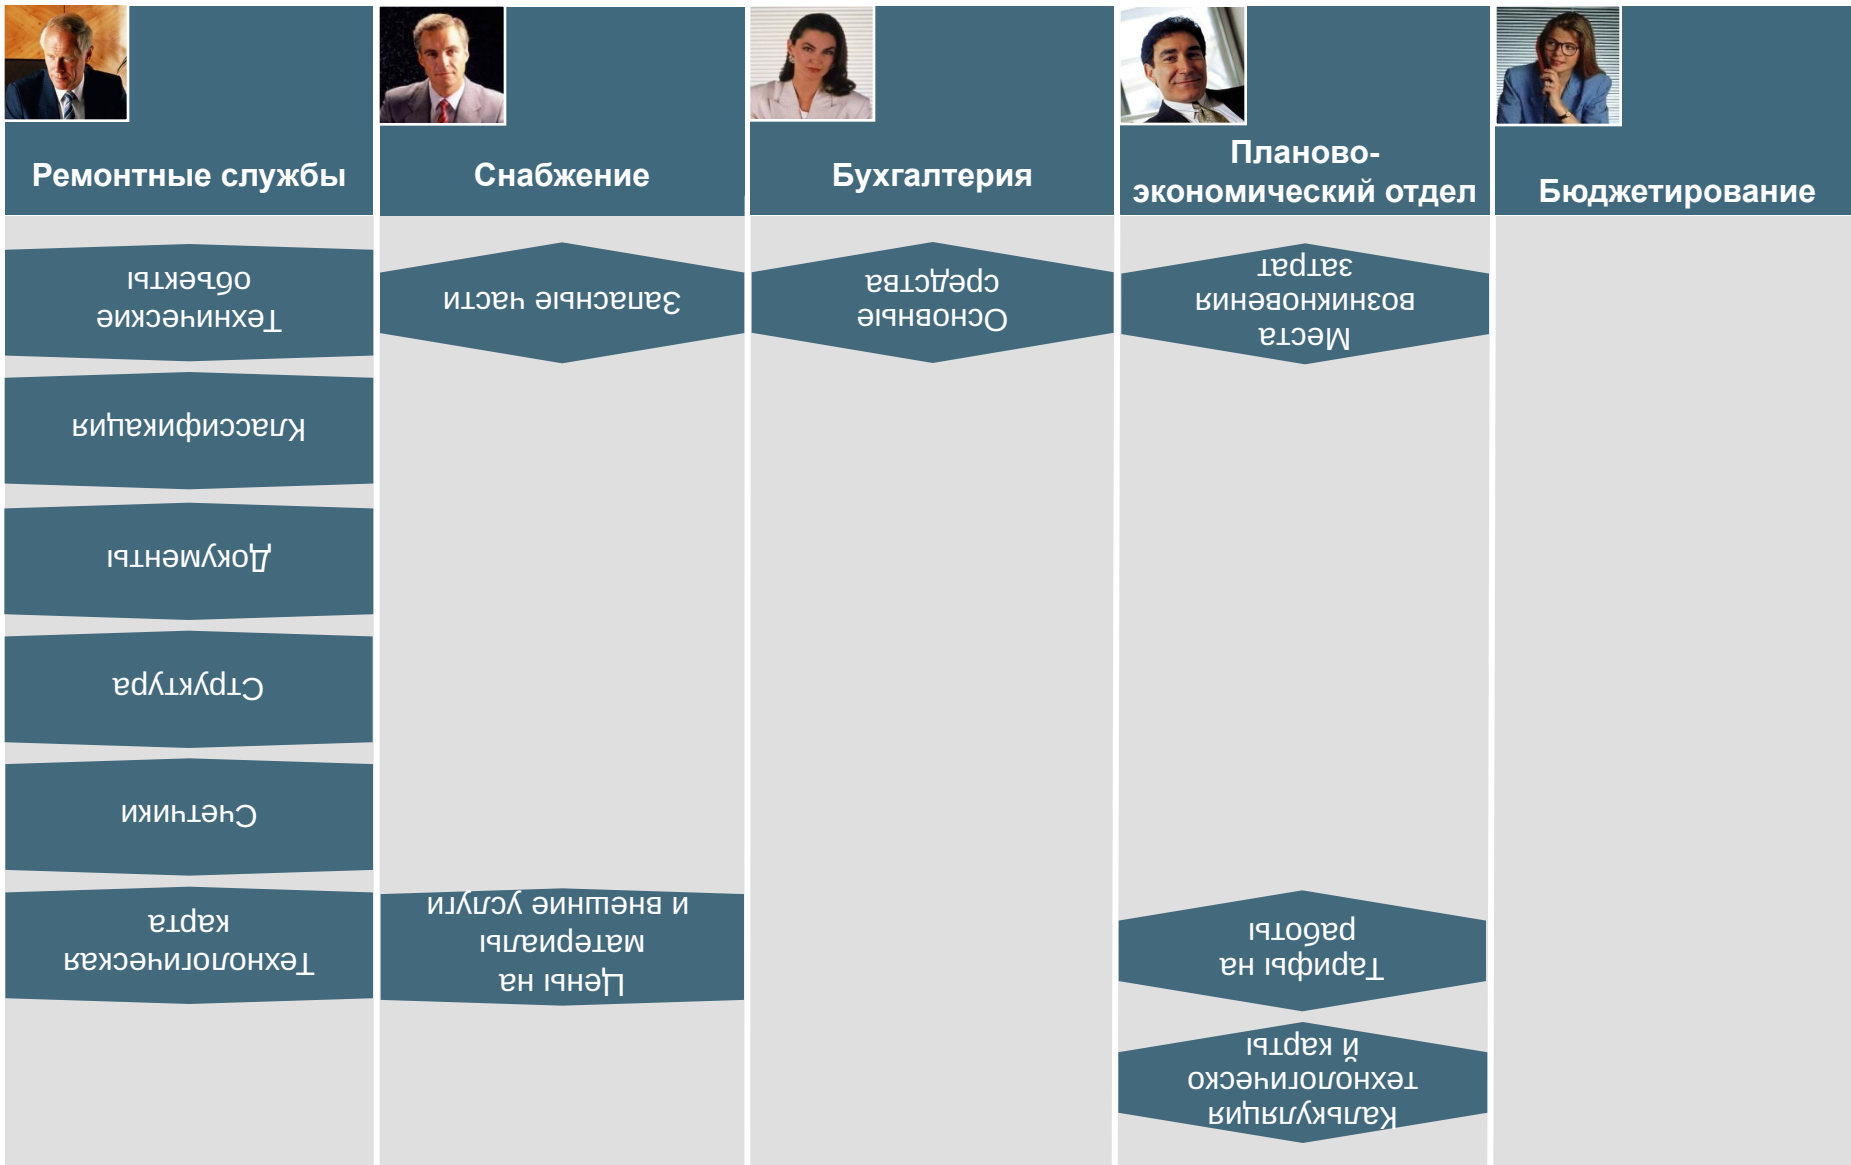 Ремонтные службы
Снабжение
Бухгалтерия
Планово-
экономический отдел
Бюджетирование
Технические
объекты
Запасные части
Основные
средства
Места
возникновения
затрат
Классификация
Документы
Структура
Счетчики
Технологическая
карта
Цены на
материалы
и внешние услуги
Тарифы на
работы
Калькуляция
технологическо
й карты